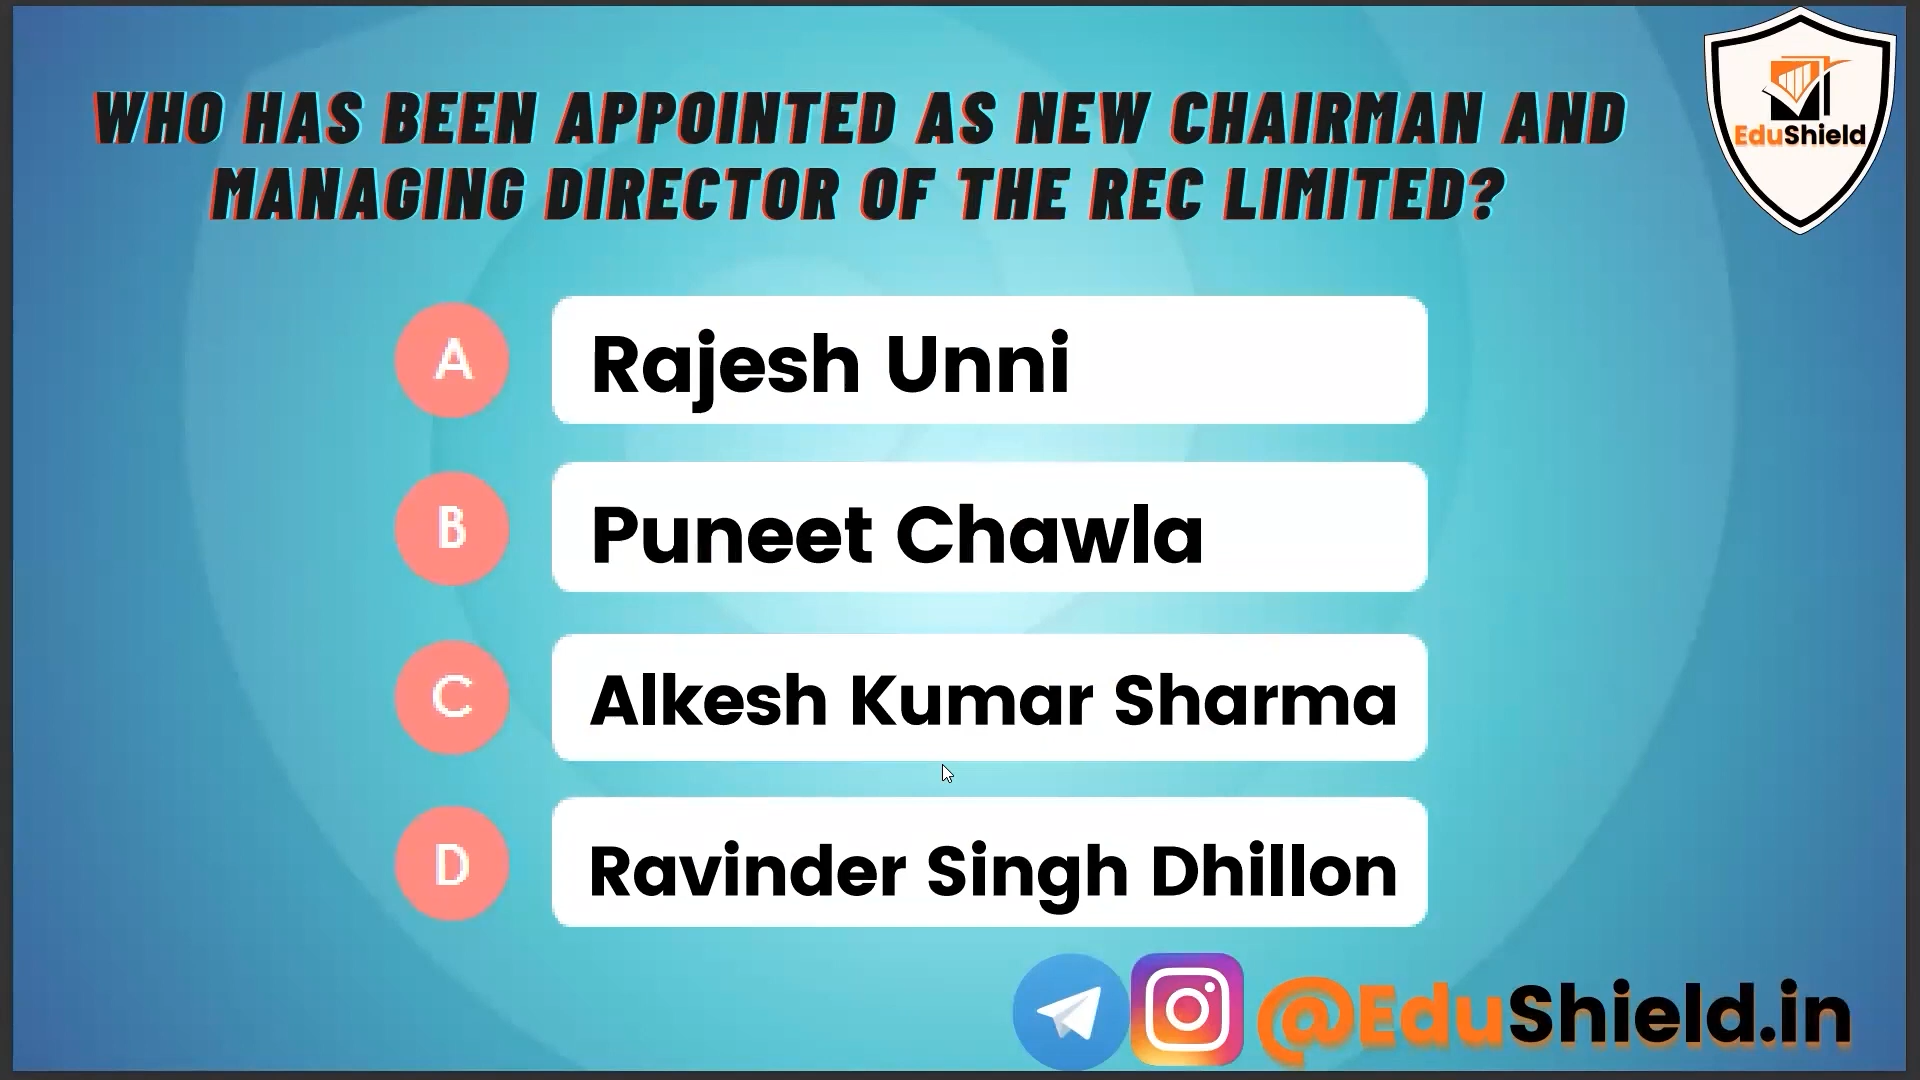 WHO HAS BEEN APPOINTED AS NEW CHAIRMAN AND
MANAGING DIRECTOR OF THE REC LIMITED?
EduShield
A
Rajesh Unni
B
Puneet Chawla
C
Alkesh Kumar Sharma
D
Ravinder Singh Dhillon
@EduShield.in